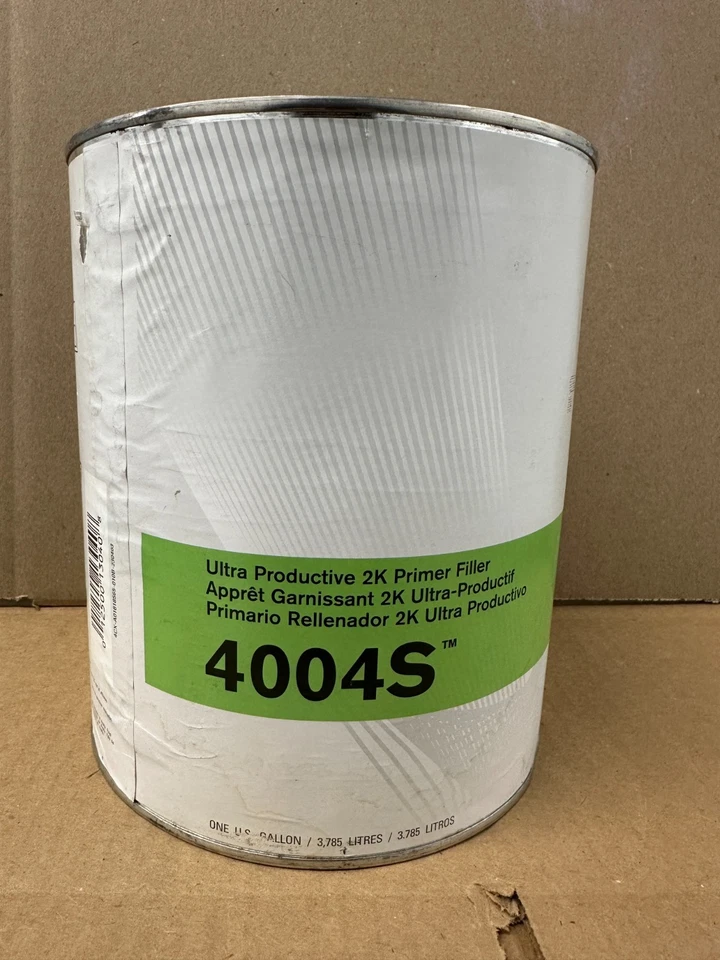 Ultra Productive 2K Primer Filler
Apprêt Garnissant 2K Ultra-Productif
Primario Rellenador 2K Ultra Productivo
4004S™
ONE U.S. GALLON / 3,785 LITRES / 3.785 LITROS